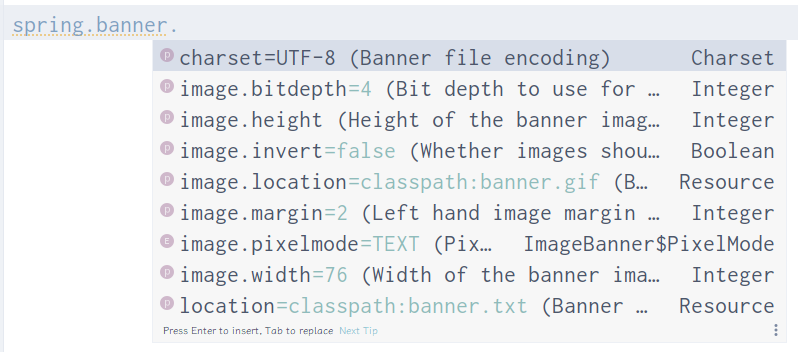 spring.banner.
charset=UTF-8 (Banner file encoding) Charset
image.bitdepth=4 (Bit depth to use for … Integer
image.height (Height of the banner imag… Integer
image.invert=false (Whether images shou… Boolean
image.location=classpath:banner.gif (B… Resource
image.margin=2 (Left hand image margin … Integer
image.pixelmode=TEXT (Pix… ImageBanner$PixelMode
image.width=76 (Width of the banner ima… Integer
location=classpath:banner.txt (Banner … Resource
Press Enter to insert, Tab to replace Next Tip